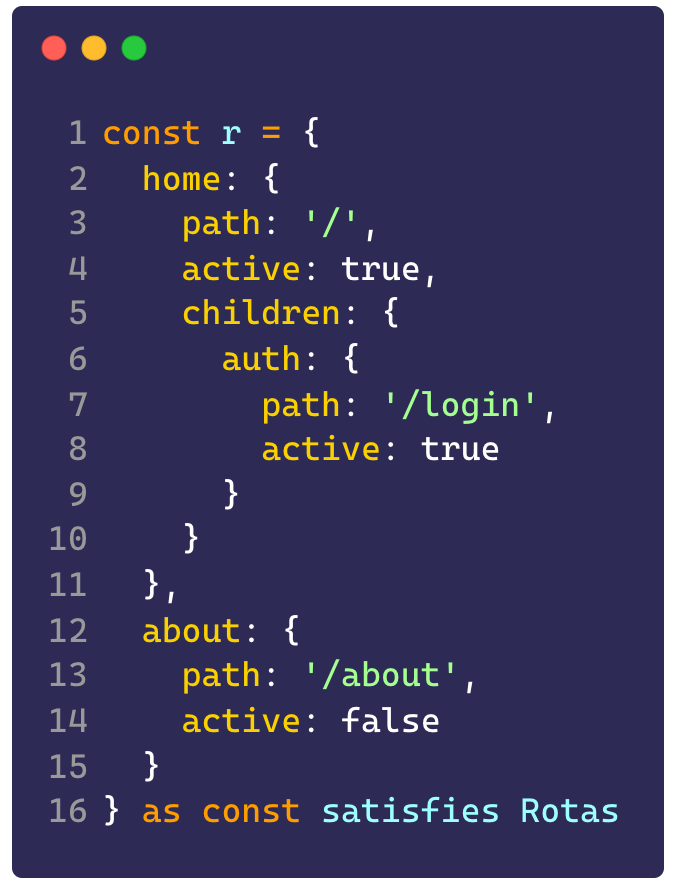 1 const r = {
2   home: {
3     path: '/',
4     active: true,
5     children: {
6       auth: {
7         path: '/login',
8         active: true
9       }
10     }
11   },
12   about: {
13     path: '/about',
14     active: false
15   }
16 } as const satisfies Rotas